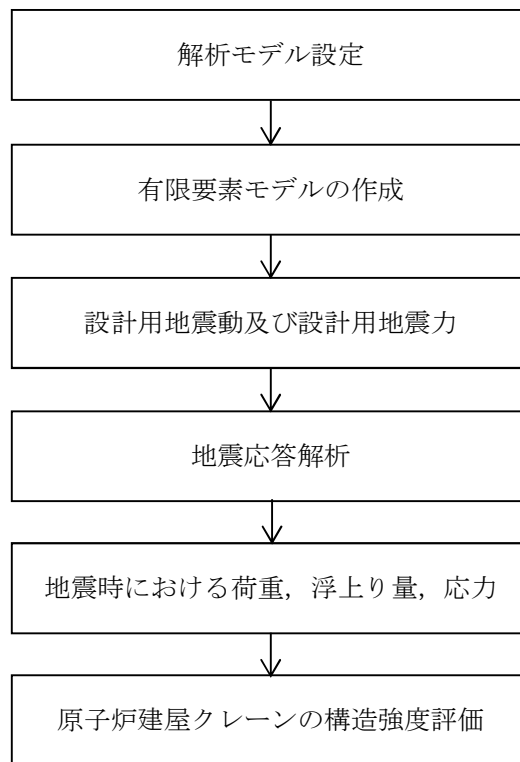 解析モデル設定
有限要素モデルの作成
設計用地震動及び設計用地震力
地震応答解析
地震時における荷重，浮上り量，応力
原子炉建屋クレーンの構造強度評価